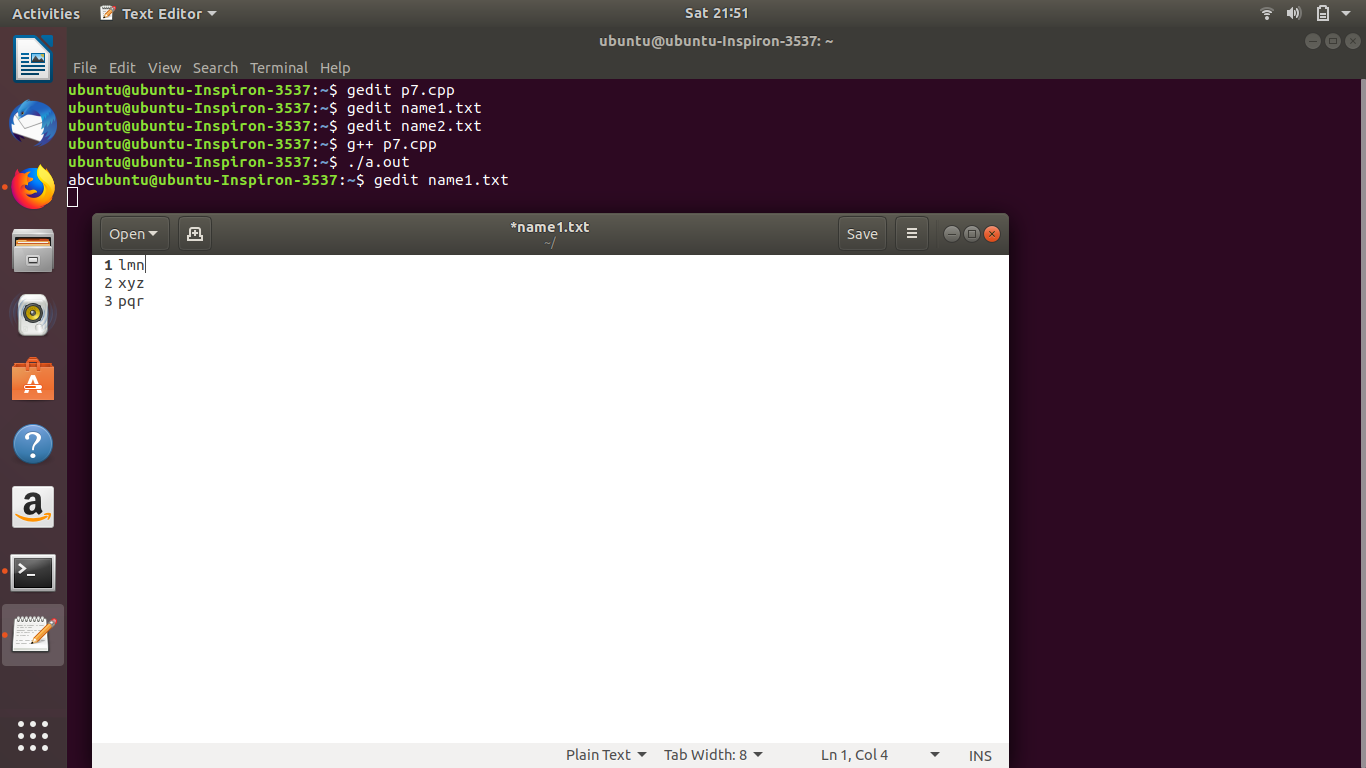 Activities Text Editor Sat 21:51
ubuntu@ubuntu-Inspiron-3537: ~
File Edit View Search Terminal Help
ubuntu@ubuntu-Inspiron-3537:~$ gedit p7.cpp
ubuntu@ubuntu-Inspiron-3537:~$ gedit name1.txt
ubuntu@ubuntu-Inspiron-3537:~$ gedit name2.txt
ubuntu@ubuntu-Inspiron-3537:~$ g++ p7.cpp
ubuntu@ubuntu-Inspiron-3537:~$ ./a.out
abcubuntu@ubuntu-Inspiron-3537:~$ gedit name1.txt
Open *name1.txt Save
~/
1 lmn
2 xyz
3 pqr
Plain Text Tab Width: 8 Ln 1, Col 4 INS